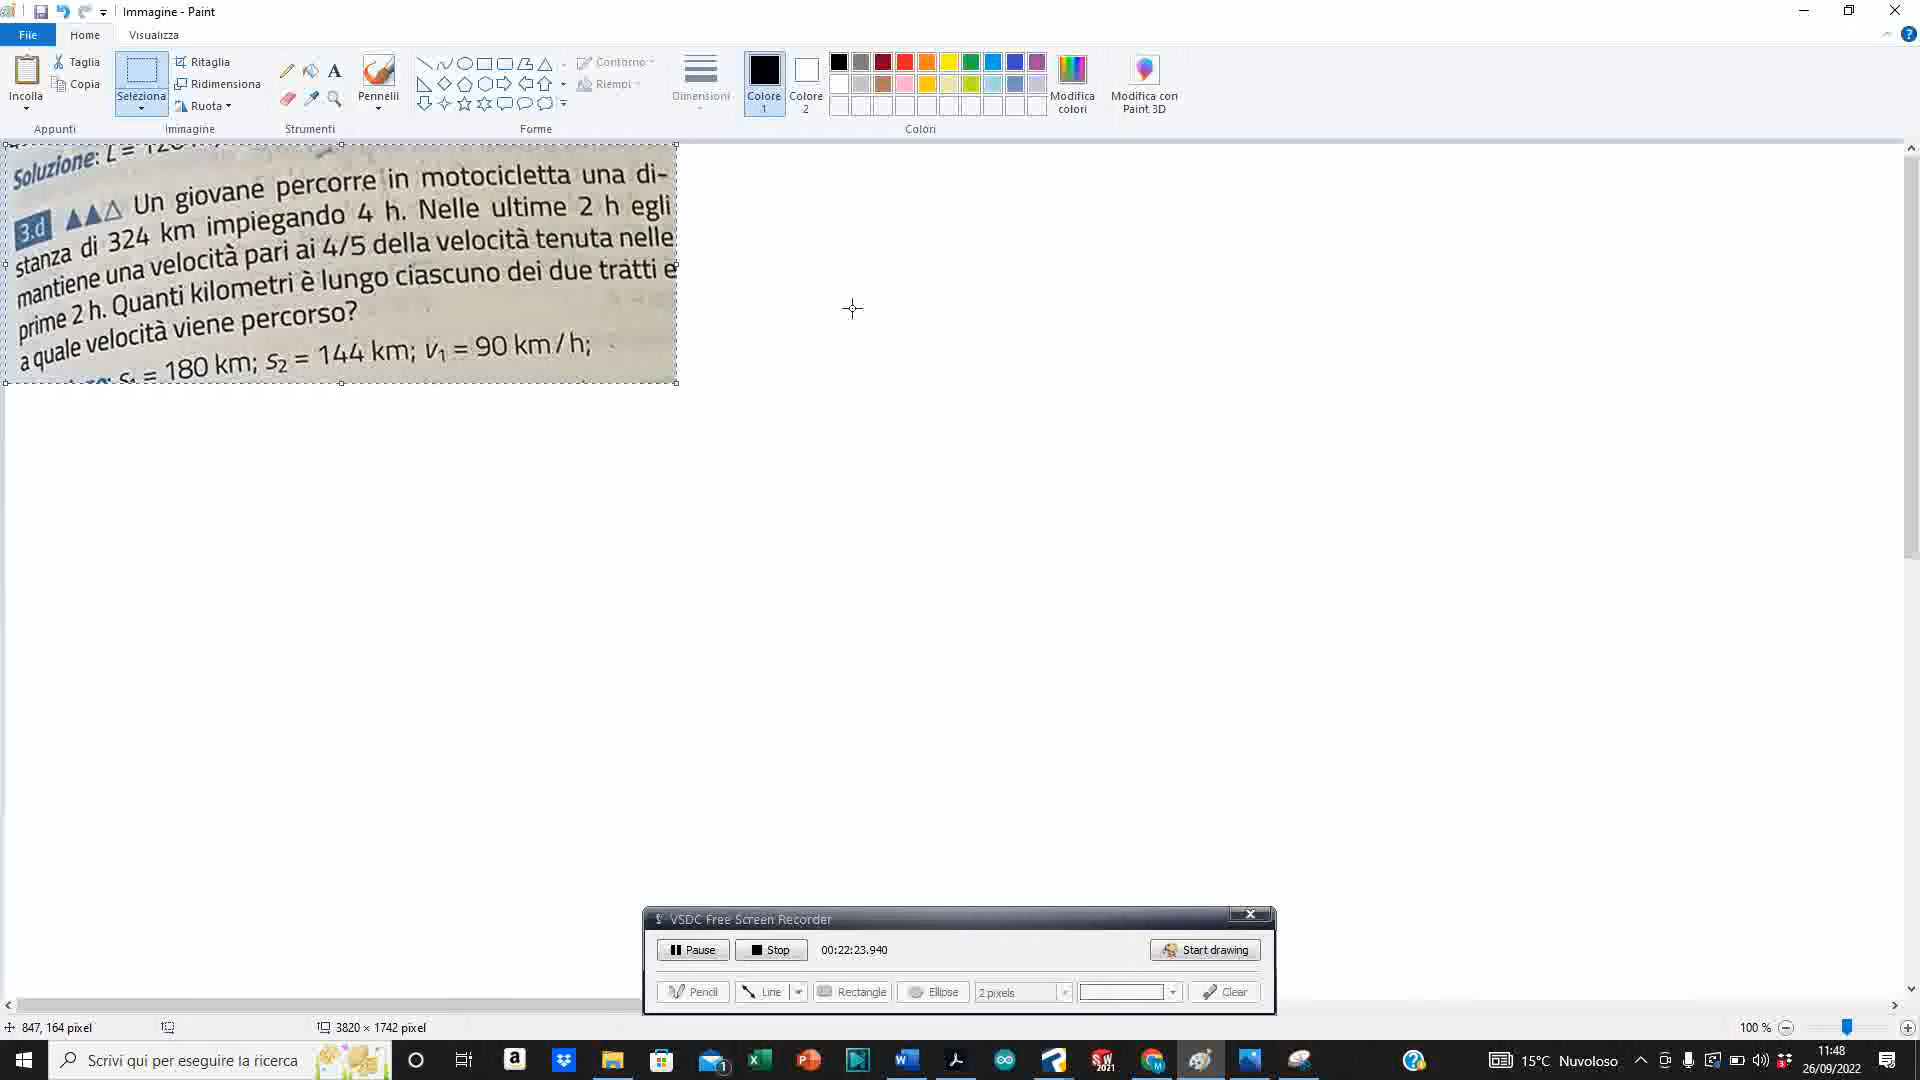 Immagine - Paint
File
Home
Visualizza
Incolla
Taglia
Copia
Appunti
Seleziona
Ritaglia
Ridimensiona
Ruota
Immagine
A
Strumenti
Pennelli
Contorno
Riempi
Forme
Dimensioni
Colore
1
Colore
2
Modifica
colori
Modifica con
Paint 3D
Colori
Soluzione: L = 120
3.d Un giovane percorre in motocicletta una di-
stanza di 324 km impiegando 4 h. Nelle ultime 2 h egli
mantiene una velocità pari ai 4/5 della velocità tenuta nelle
prime 2 h. Quanti kilometri è lungo ciascuno dei due tratti e
a quale velocità viene percorso?
s1 = 180 km; s2 = 144 km; v1 = 90 km/h;
VSDC Free Screen Recorder
Pause
Stop
00:22:23.940
Start drawing
Pencil
Line
Rectangle
Ellipse
2 pixels
Clear
847, 164 pixel
3820 × 1742 pixel
100 %
Scrivi qui per eseguire la ricerca
15°C Nuvoloso
11:48
26/09/2022